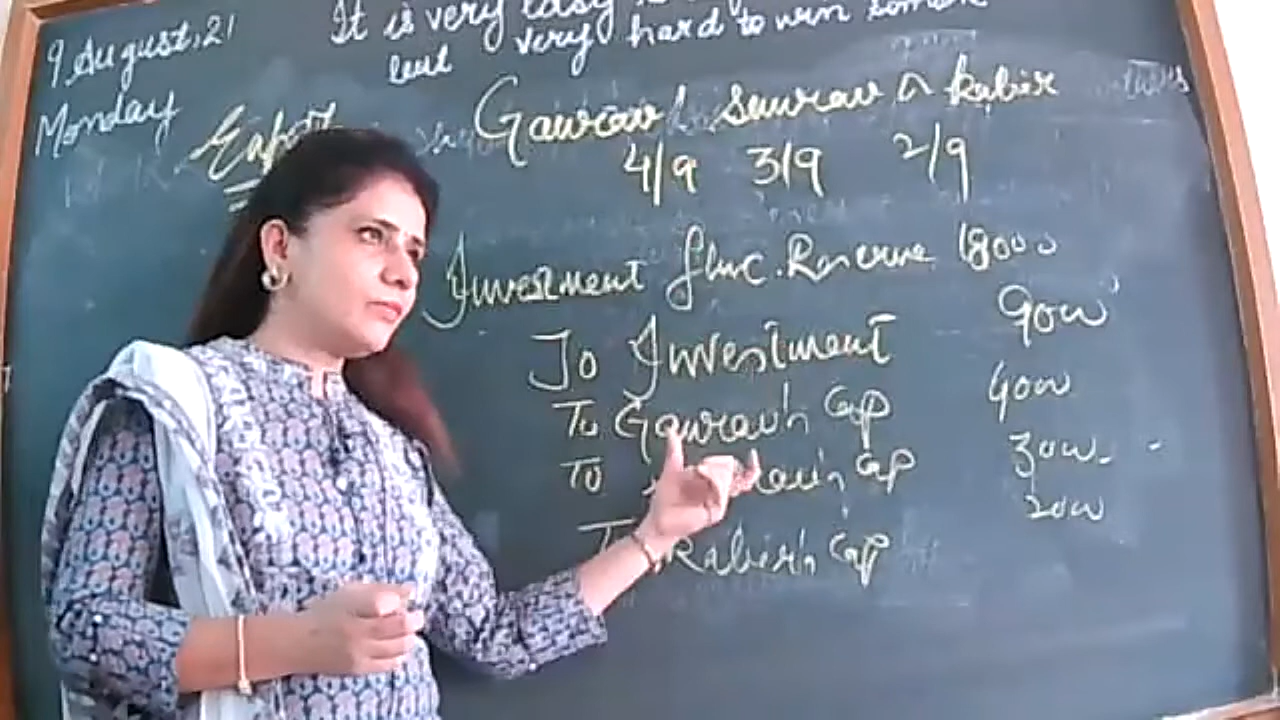 9 August, 21
Monday
It is very easy
but very hard to win
Gaurav Saurav n Kabir
4/9 3/9 2/9
Investment fluc. Reserve 18000
To Investment 9000
To Gaurav's Cap 4000
To Cap 3000
Kabir's Cap 2000